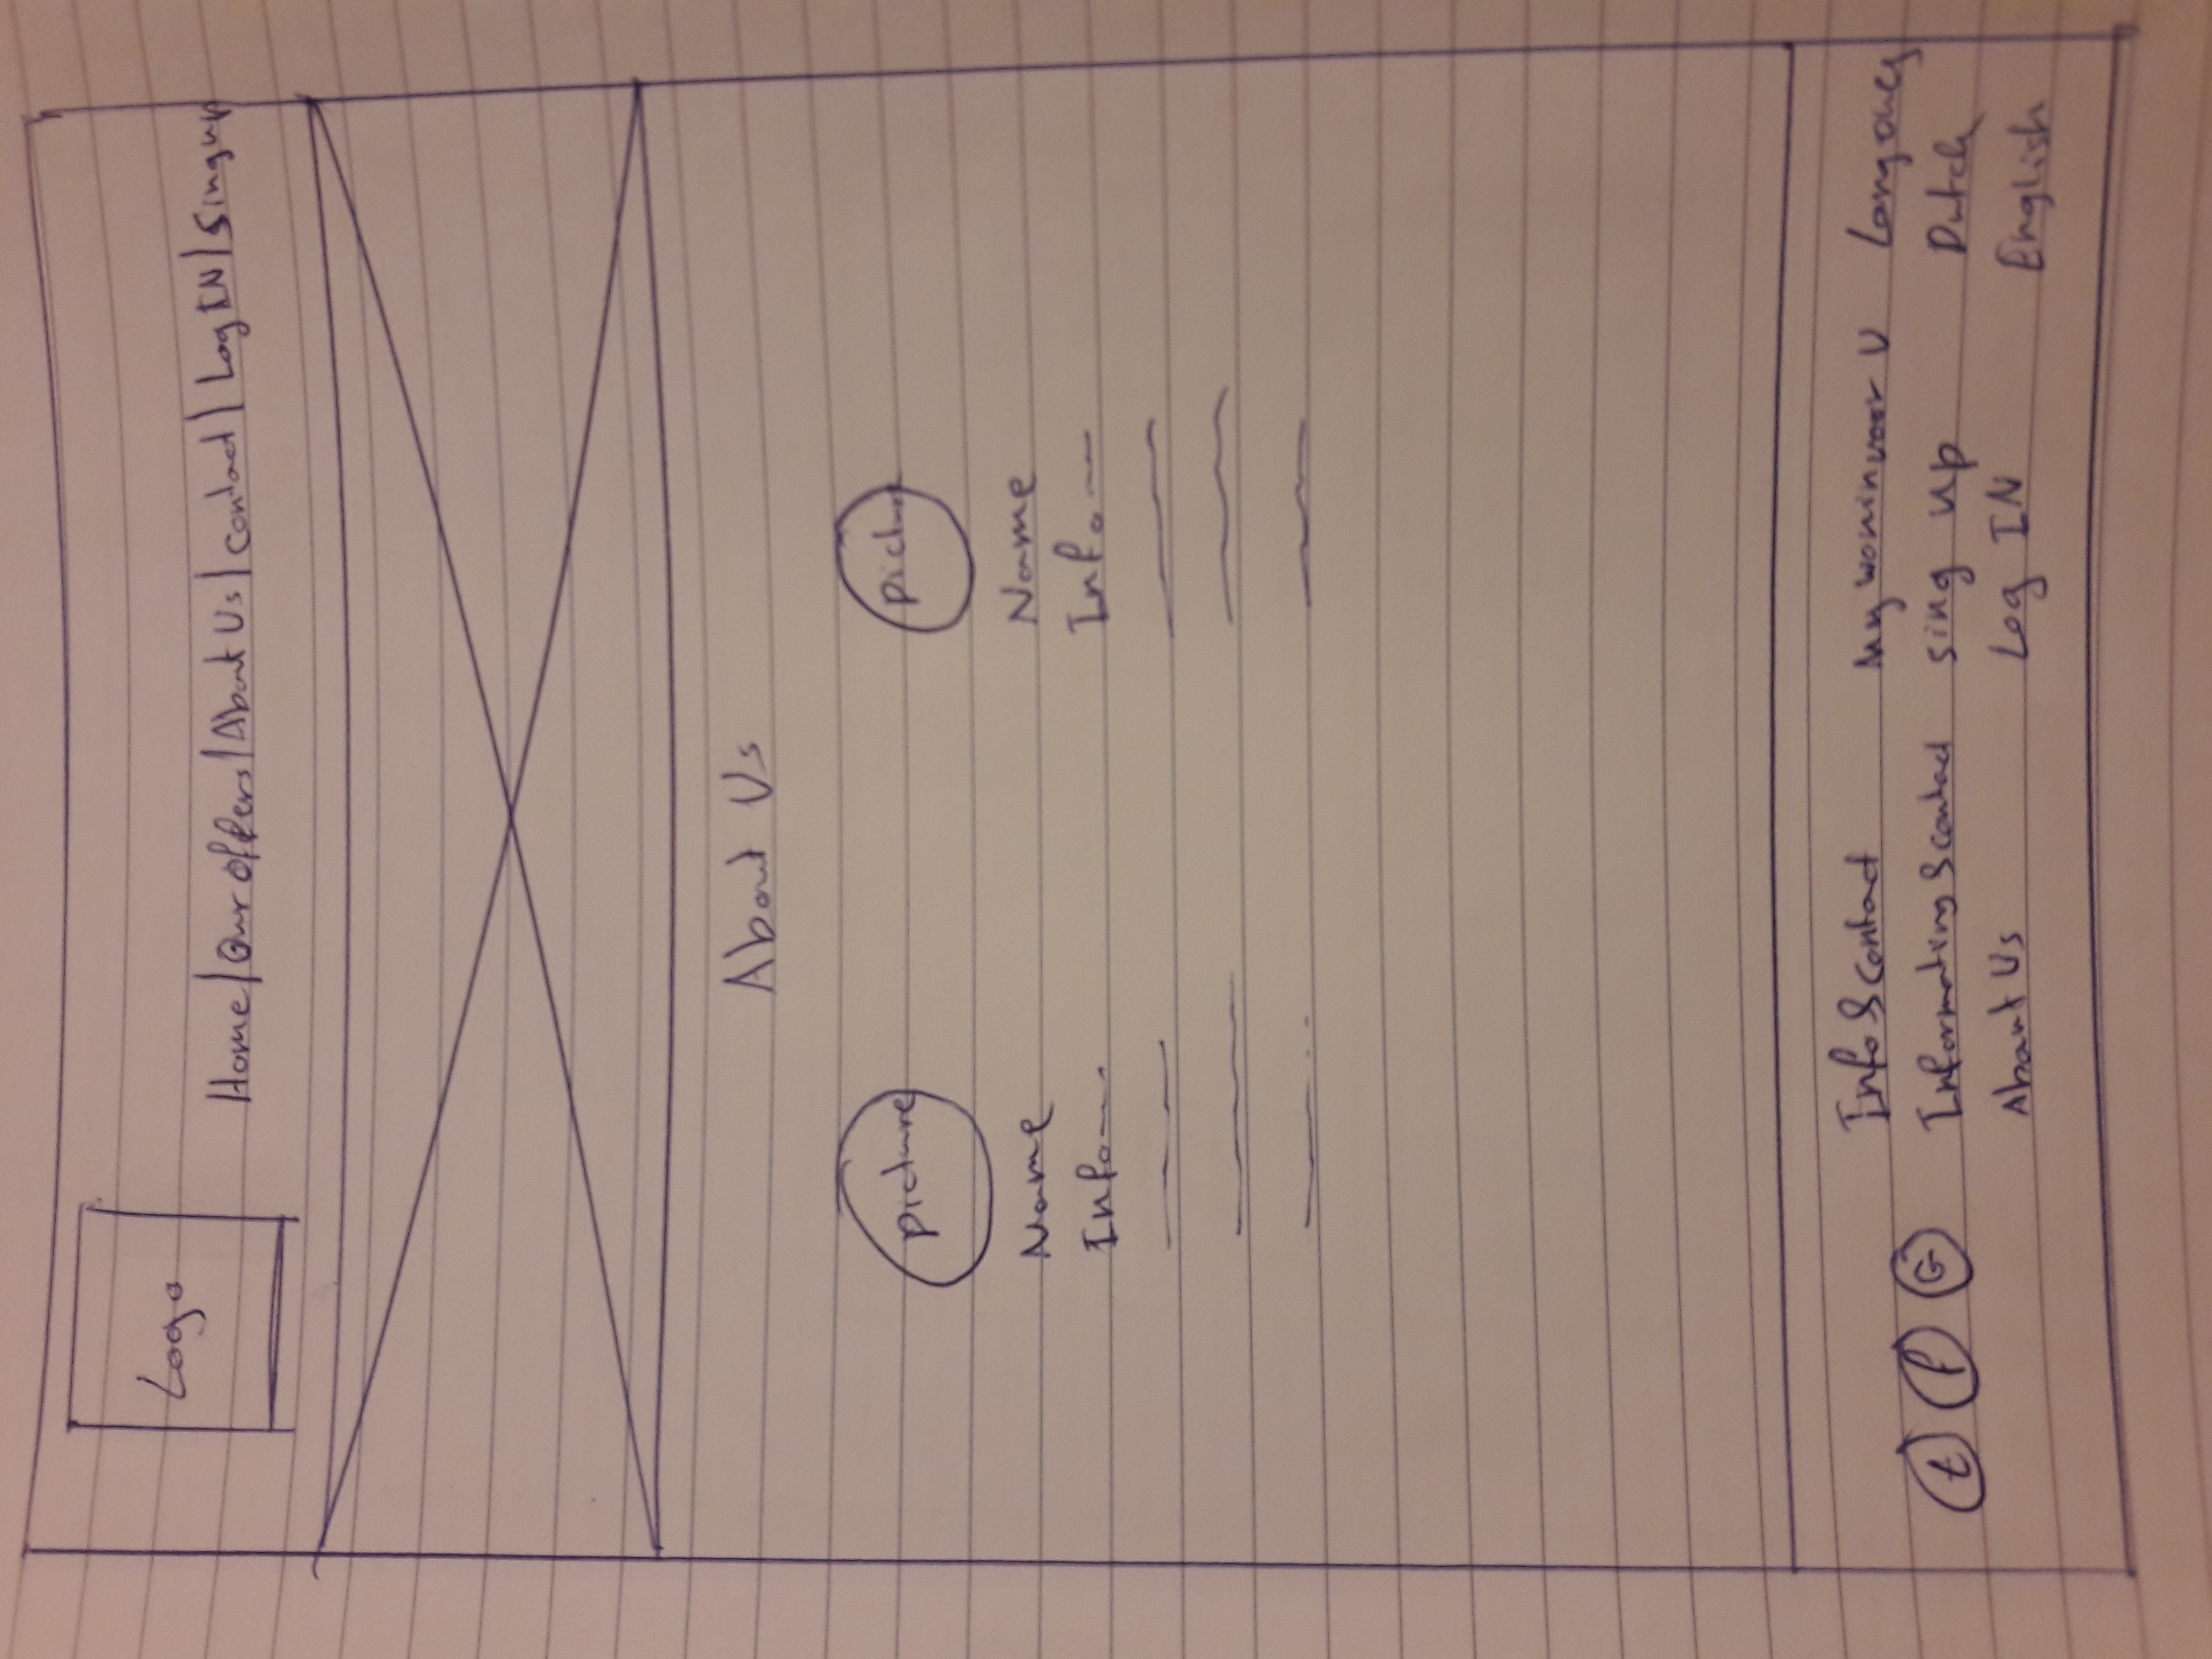 Logo
Home | Our offers | About Us | contact | Log IN | Singup
About Us
picture
Name
Info
picture
Name
Info
t f G
Info & contact
Informating & contact
About Us
My woninvoor U
sing up
Log IN
Dutch
English